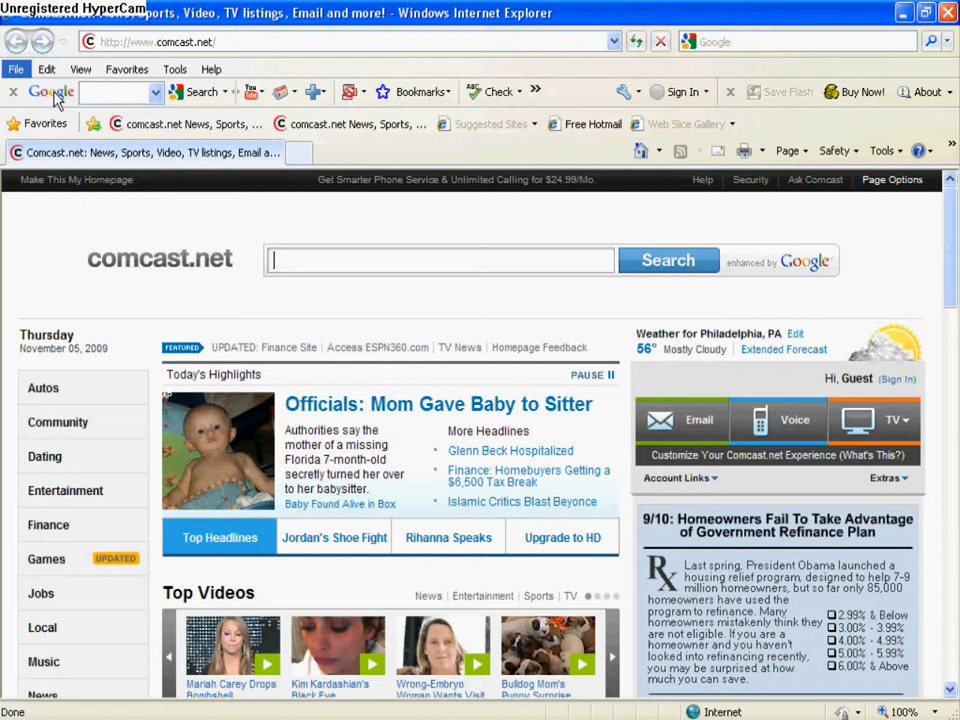 Unregistered HyperCam
, Sports, Video, TV listings, Email and more! - Windows Internet Explorer
http://www.comcast.net/
Google
File Edit View Favorites Tools Help
Google Search Bookmarks Check Sign In Save Flash Buy Now! About
Favorites comcast.net News, Sports, ... comcast.net News, Sports, ... Suggested Sites Free Hotmail Web Slice Gallery
Comcast.net: News, Sports, Video, TV listings, Email a...
Page Safety Tools
Make This My Homepage Get Smarter Phone Service & Unlimited Calling for $24.99/Mo. Help Security Ask Comcast Page Options
comcast.net Search enhanced by Google
Thursday
November 05, 2009
FEATURED UPDATED: Finance Site | Access ESPN360.com | TV News | Homepage Feedback
Weather for Philadelphia, PA Edit
56° Mostly Cloudy | Extended Forecast
Autos
Community
Dating
Entertainment
Finance
Games UPDATED
Jobs
Local
Music
News
Today's Highlights PAUSE
AP
Officials: Mom Gave Baby to Sitter
Authorities say the
mother of a missing
Florida 7-month-old
secretly turned her over
to her babysitter.
Baby Found Alive in Box
More Headlines
Glenn Beck Hospitalized
Finance: Homebuyers Getting a
$6,500 Tax Break
Islamic Critics Blast Beyonce
Top Headlines Jordan's Shoe Fight Rihanna Speaks Upgrade to HD
Top Videos News | Entertainment | Sports | TV
Mariah Carey Drops
Bombshell
Kim Kardashian's
Black Eye
Wrong-Embryo
Woman Wants Visit
Bulldog Mom's
Puppy Surprise
Hi, Guest (Sign In)
Email Voice TV
Customize Your Comcast.net Experience (What's This?)
Account Links Extras
9/10: Homeowners Fail To Take Advantage
of Government Refinance Plan
Rx Last spring, President Obama launched a
housing relief program, designed to help 7-9
million homeowners, but so far only 85,000
homeowners have used the
program to refinance. Many
homeowners mistakenly think they
are not eligible. If you are a
homeowner and you haven't
looked into refinancing recently,
you may be surprised at how
much you can save.
2.99% & Below
3.00% - 3.99%
4.00% - 4.99%
5.00% - 5.99%
6.00% & Above
Done Internet 100%